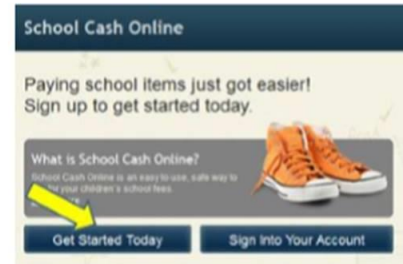 School Cash Online
Paying school items just got easier!
Sign up to get started today.
What is School Cash Online?
School Cash Online is an easy to use, safe way to
for your children's school fees.
Get Started Today
Sign Into Your Account